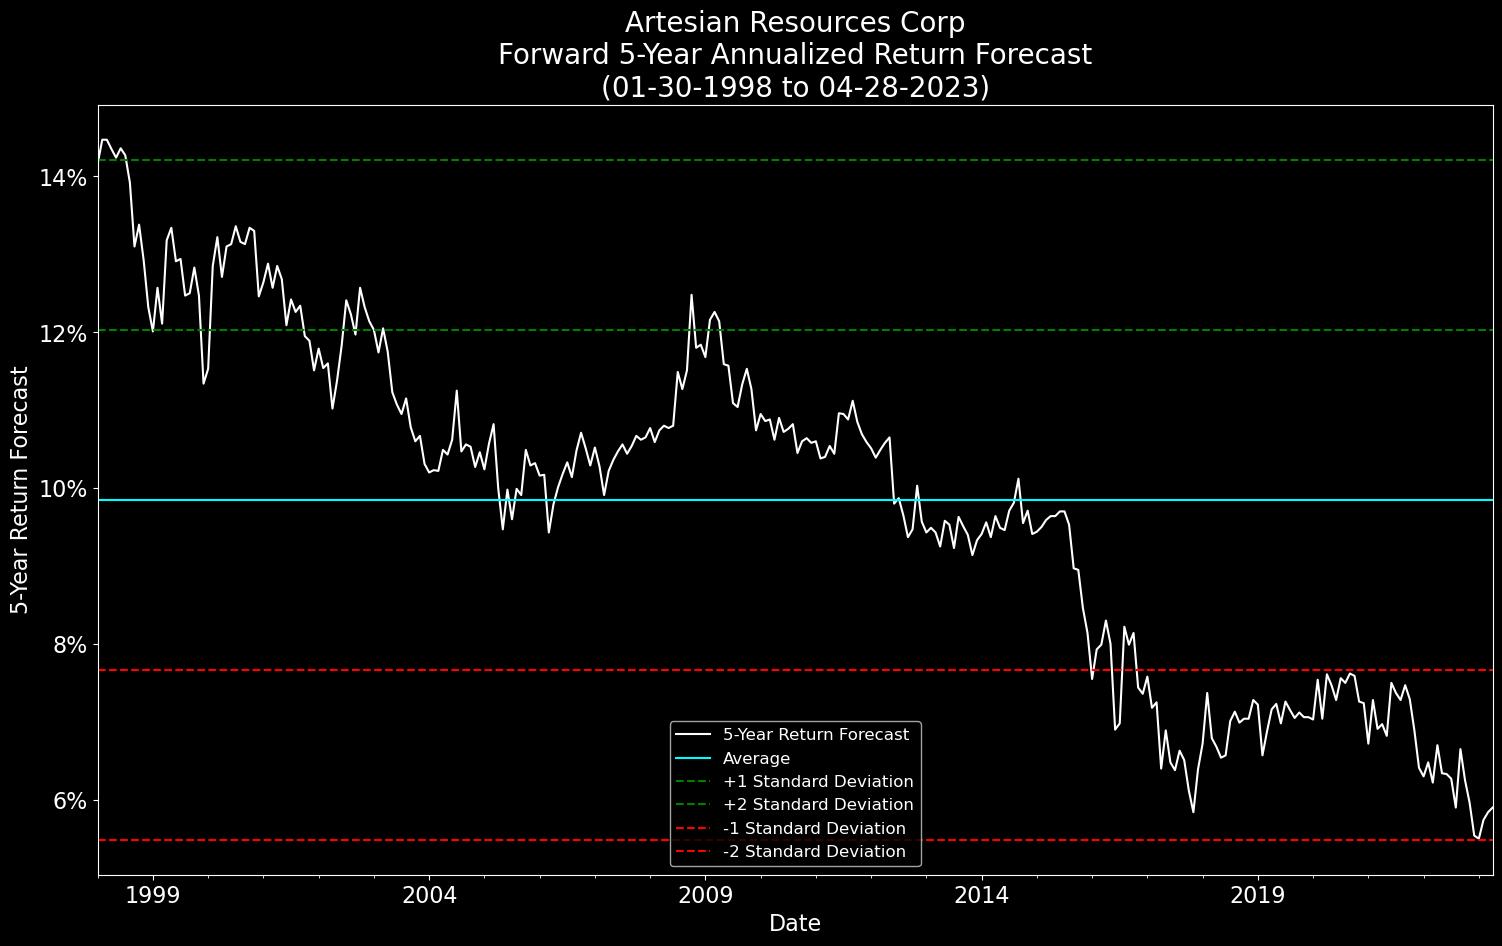 Artesian Resources Corp
Forward 5-Year Annualized Return Forecast
(01-30-1998 to 04-28-2023)
5-Year Return Forecast
14%
12%
10%
8%
6%
5-Year Return Forecast
Average
+1 Standard Deviation
+2 Standard Deviation
-1 Standard Deviation
-2 Standard Deviation
1999 2004 2009 2014 2019
Date